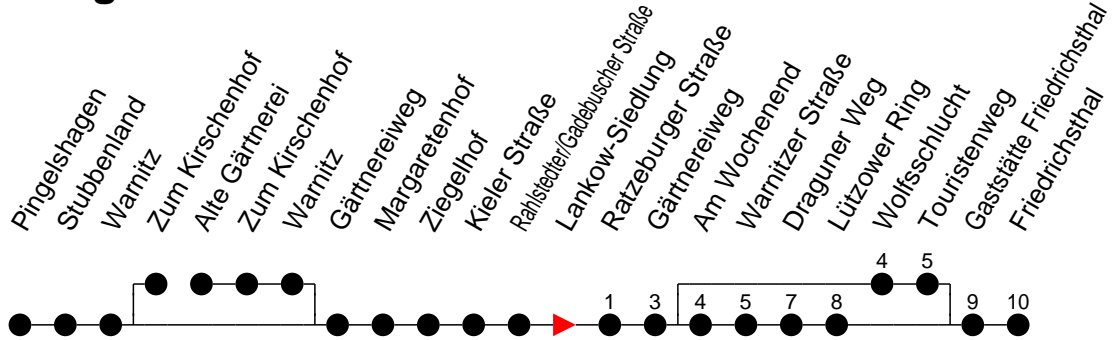 Pingelshagen
Stubbenland
Warnitz
Zum Kirschenhof
Alte Gärtnerei
Zum Kirschenhof
Warnitz
Gärtnereiweg
Margaretenhof
Ziegelhof
Kieler Straße
Rahlstedter/Gadebuscher Straße
Lankow-Siedlung
Ratzeburger Straße
Gärtnereiweg
Am Wochenend
Warnitzer Straße
Draguner Weg
Lützower Ring
Wolfsschlucht
Touristenweg
Gaststätte Friedrichsthal
Friedrichsthal
4 5
1 3 4 5 7 8 9 10